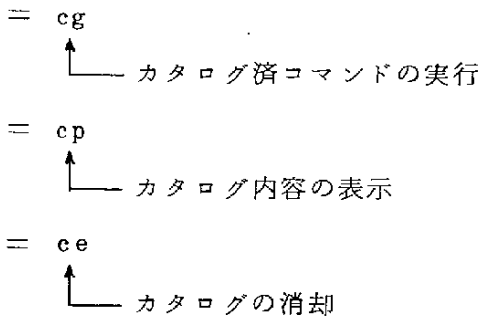 = cg
カタログ済コマンドの実行
= cp
カタログ内容の表示
= ce
カタログの消却